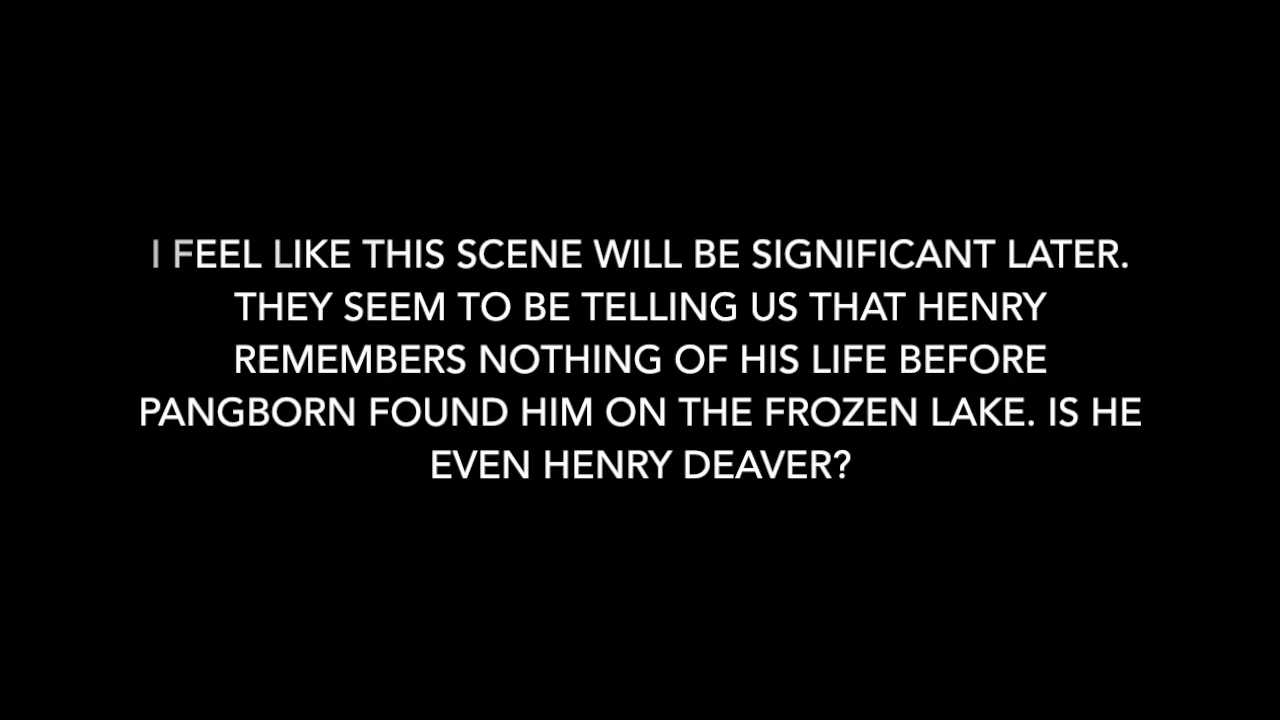 I FEEL LIKE THIS SCENE WILL BE SIGNIFICANT LATER.
THEY SEEM TO BE TELLING US THAT HENRY
REMEMBERS NOTHING OF HIS LIFE BEFORE
PANGBORN FOUND HIM ON THE FROZEN LAKE. IS HE
EVEN HENRY DEAVER?